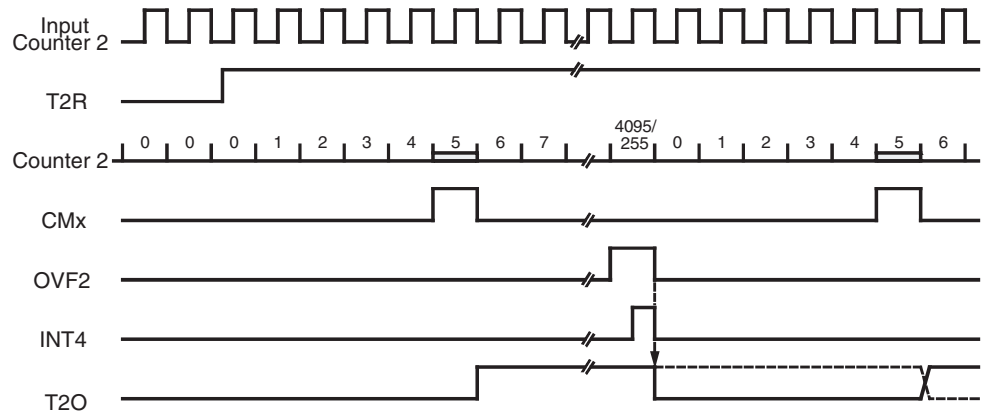 Input
Counter 2
T2R
Counter 2 0 0 0 1 2 3 4 5 6 7 4095/255 0 1 2 3 4 5 6
CMx
OVF2
INT4
T2O